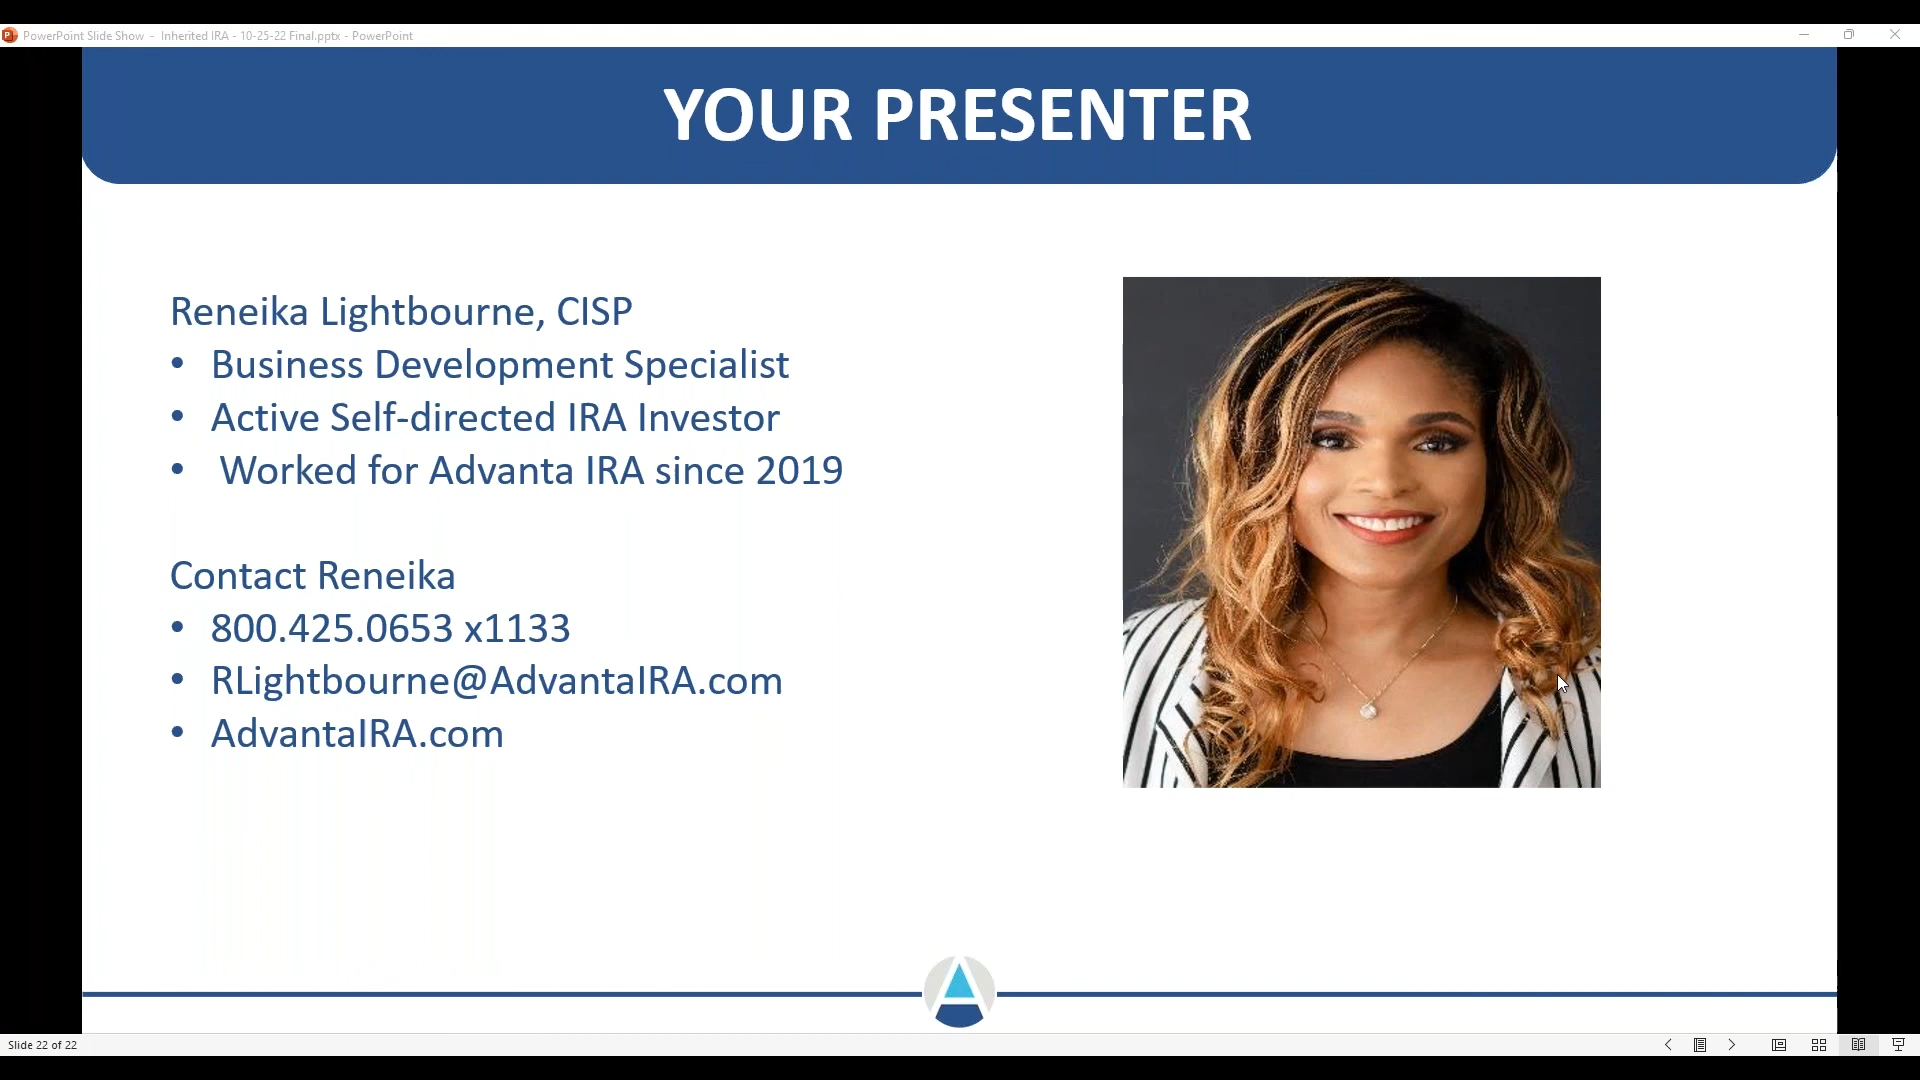 PowerPoint Slide Show - Inherited IRA - 10-25-22 Final.pptx - PowerPoint
YOUR PRESENTER
Reneika Lightbourne, CISP
• Business Development Specialist
• Active Self-directed IRA Investor
• Worked for Advanta IRA since 2019
Contact Reneika
• 800.425.0653 x1133
• RLightbourne@AdvantaIRA.com
• AdvantaIRA.com
Slide 22 of 22